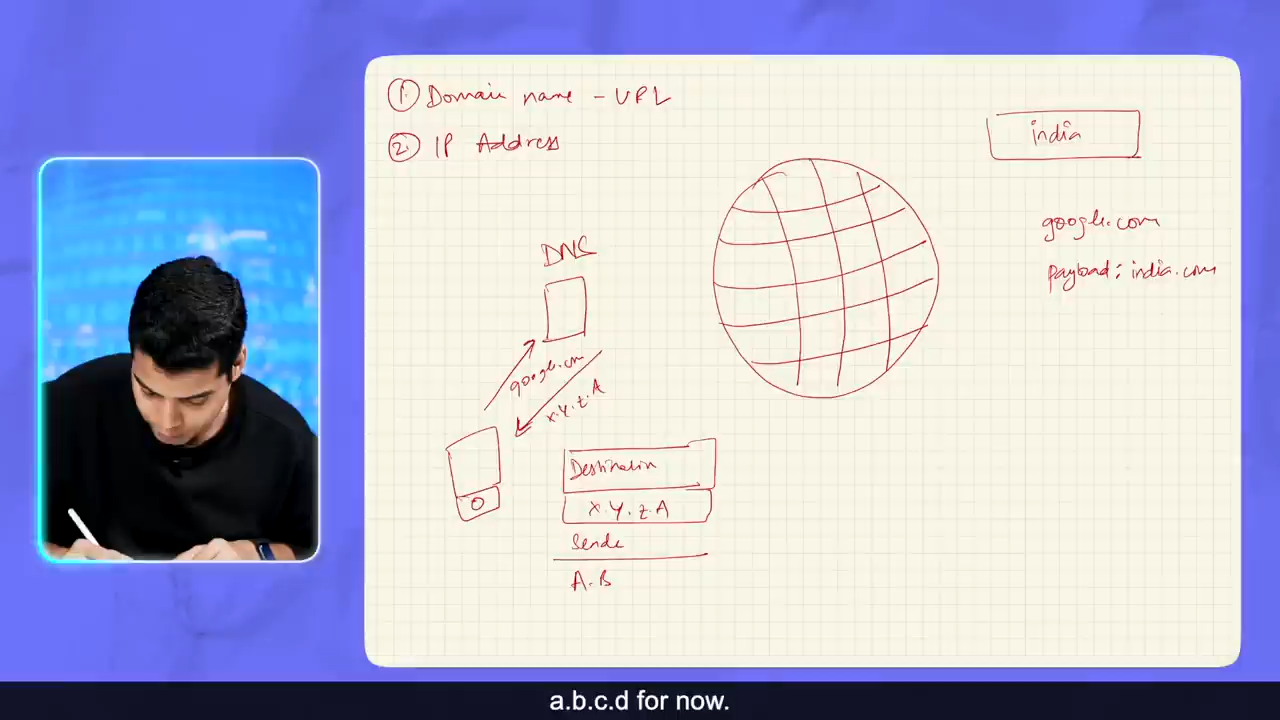 1. Domain name - URL
2. IP Address
india
google.com
payload: india.com
DNS
google.com
x.y.z.A
Destination
x.y.z.A
Sende
A.B
a.b.c.d for now.